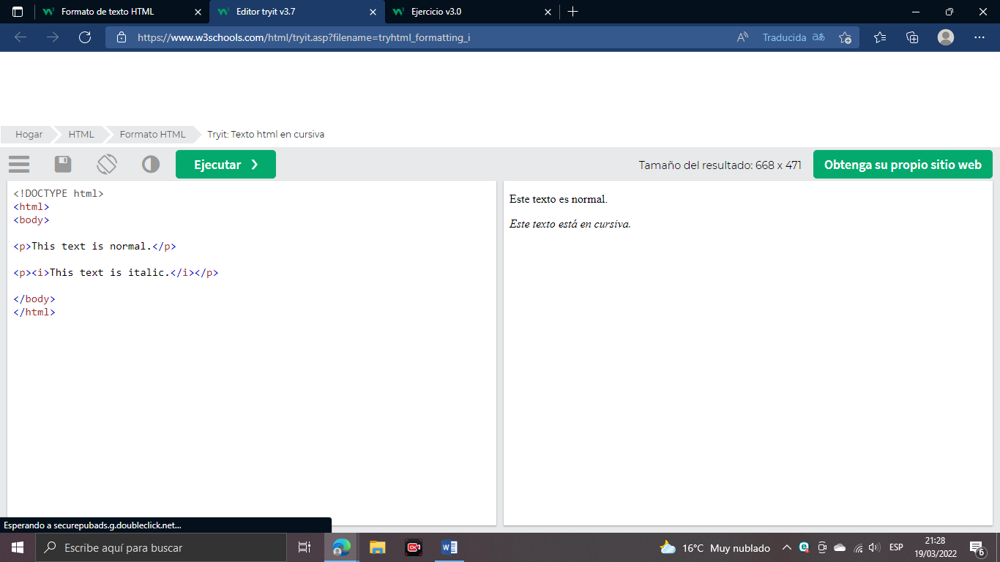 Formato de texto HTML
Editor tryit v3.7
Ejercicio v3.0
https://www.w3schools.com/html/tryit.asp?filename=tryhtml_formatting_i
Traducida
Hogar
HTML
Formato HTML
Tryit: Texto html en cursiva
Ejecutar ❯
Tamaño del resultado: 668 x 471
Obtenga su propio sitio web
<!DOCTYPE html>
<html>
<body>
<p>This text is normal.</p>
<p><i>This text is italic.</i></p>
</body>
</html>
Este texto es normal.
Este texto está en cursiva.
Esperando a securepubads.g.doubleclick.net...
Escribe aquí para buscar
16°C Muy nublado
ESP
21:28
19/03/2022
6